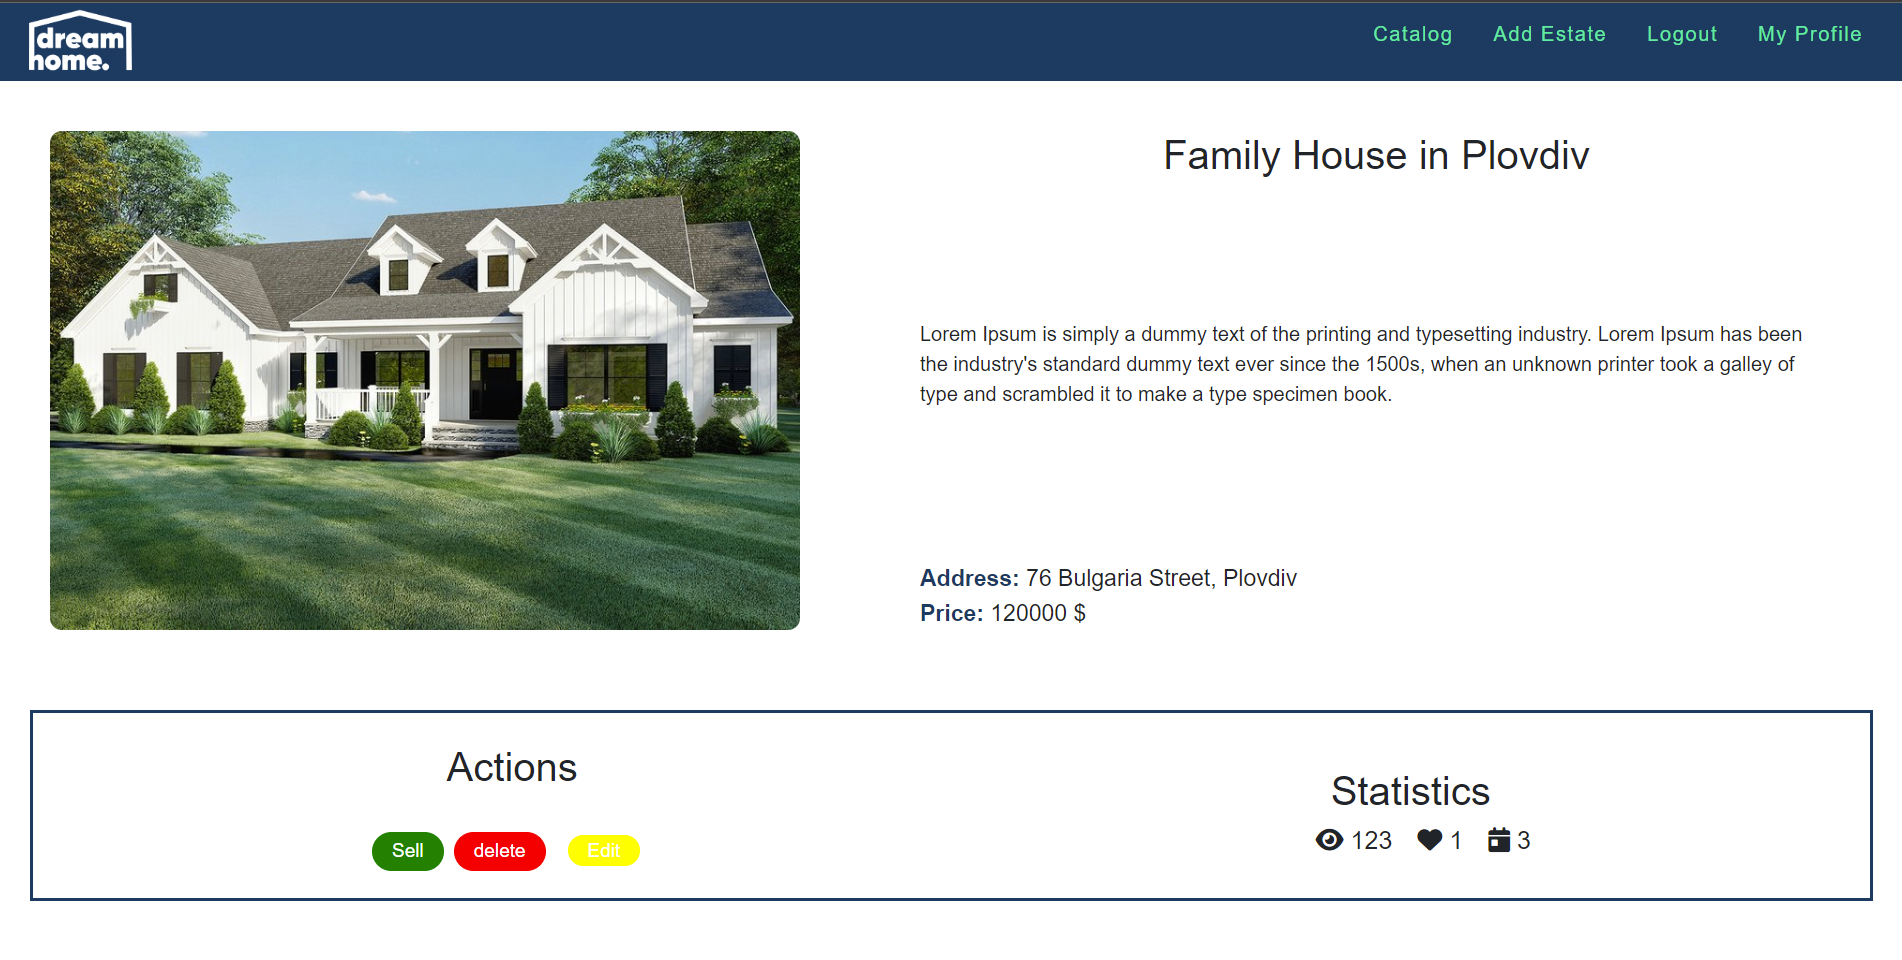 dream
home.
Catalog Add Estate Logout My Profile
Family House in Plovdiv
Lorem Ipsum is simply a dummy text of the printing and typesetting industry. Lorem Ipsum has been
the industry's standard dummy text ever since the 1500s, when an unknown printer took a galley of
type and scrambled it to make a type specimen book.
Address: 76 Bulgaria Street, Plovdiv
Price: 120000 $
Actions
Sell delete Edit
Statistics
123 1 3